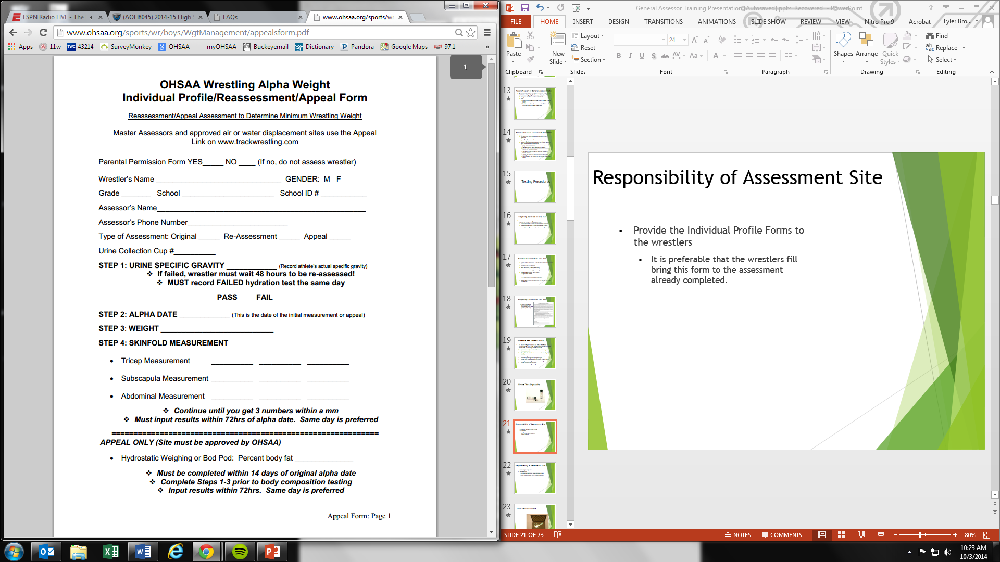 ESPN Radio LIVE - The
(AOH8045) 2014-15 High
FAQs
www.ohsaa.org/sports/wr
www.ohsaa.org/sports/wr/boys/WgtManagement/appealsform.pdf
Apps
11w
TWC 43214
SurveyMonkey
OHSAA
myOHSAA
Buckeyemail
Dictionary
Pandora
Google Maps
97.1
»
1
OHSAA Wrestling Alpha Weight
Individual Profile/Reassessment/Appeal Form
Reassessment/Appeal Assessment to Determine Minimum Wrestling Weight
Master Assessors and approved air or water displacement sites use the Appeal
Link on www.trackwrestling.com
Parental Permission Form YES_____ NO ____ (If no, do not assess wrestler)
Wrestler's Name ______________________________ GENDER: M F
Grade _______ School ______________________ School ID # ___________
Assessor's Name__________________________________________________
Assessor's Phone Number________________________
Type of Assessment: Original _____ Re-Assessment _____ Appeal _____
Urine Collection Cup #__________
STEP 1: URINE SPECIFIC GRAVITY ____________ (Record athlete's actual specific gravity)
❖ If failed, wrestler must wait 48 hours to be re-assessed!
❖ MUST record FAILED hydration test the same day
PASS FAIL
STEP 2: ALPHA DATE ____________ (This is the date of the initial measurement or appeal)
STEP 3: WEIGHT ___________________________
STEP 4: SKINFOLD MEASUREMENT
• Tricep Measurement __________ __________ __________
• Subscapula Measurement __________ __________ __________
• Abdominal Measurement __________ __________ __________
❖ Continue until you get 3 numbers within a mm
❖ Must input results within 72hrs of alpha date. Same day is preferred
==============================================================
APPEAL ONLY (Site must be approved by OHSAA)
• Hydrostatic Weighing or Bod Pod: Percent body fat ______________
❖ Must be completed within 14 days of original alpha date
❖ Complete Steps 1-3 prior to body composition testing
❖ Input results within 72hrs. Same day is preferred
Appeal Form: Page 1
General Assessor Training Presentation [Autosaved].pptx [Recovered] - PowerPoint
FILE HOME INSERT DESIGN TRANSITIONS ANIMATIONS SLIDE SHOW REVIEW VIEW Nitro Pro 9 Acrobat Tyler Bro...
Paste
New
Slide
Layout
Reset
Section
24
B I U S abc AV Aa A
Shapes Arrange Quick
Styles
Find
Replace
Select
Clipboard Slides Font Paragraph Drawing Editing
13
14
15
Testing Procedures
16
17
18
19
20
Urine Test Dipsticks
21
Responsibility of Assessment Site
22
Responsibility of Assessment Site
23
Responsibility of Assessment Site
▪ Provide the Individual Profile Forms to
the wrestlers
▪ It is preferable that the wrestlers fill
bring this form to the assessment
already completed.
SLIDE 21 OF 73
NOTES COMMENTS 80%
10:23 AM
10/3/2014